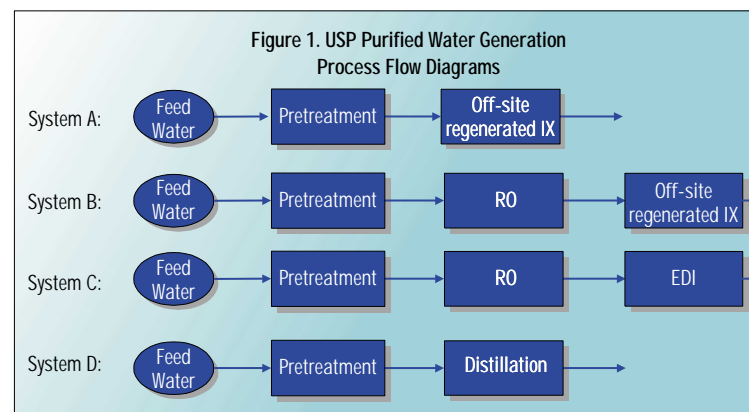 Figure 1. USP Purified Water Generation
Process Flow Diagrams
System A:
Feed
Water
Pretreatment
Off-site
regenerated IX
System B:
Feed
Water
Pretreatment
RO
Off-site
regenerated IX
System C:
Feed
Water
Pretreatment
RO
EDI
System D:
Feed
Water
Pretreatment
Distillation